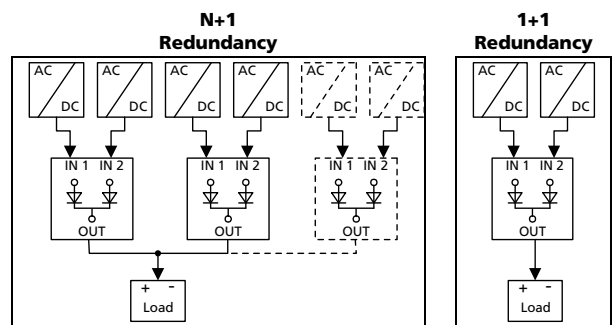 N+1
Redundancy
1+1
Redundancy
AC AC AC AC AC AC AC AC
DC DC DC DC DC DC DC DC
IN 1 IN 2 IN 1 IN 2 IN 1 IN 2 IN 1 IN 2
OUT OUT OUT OUT
+ - + -
Load Load